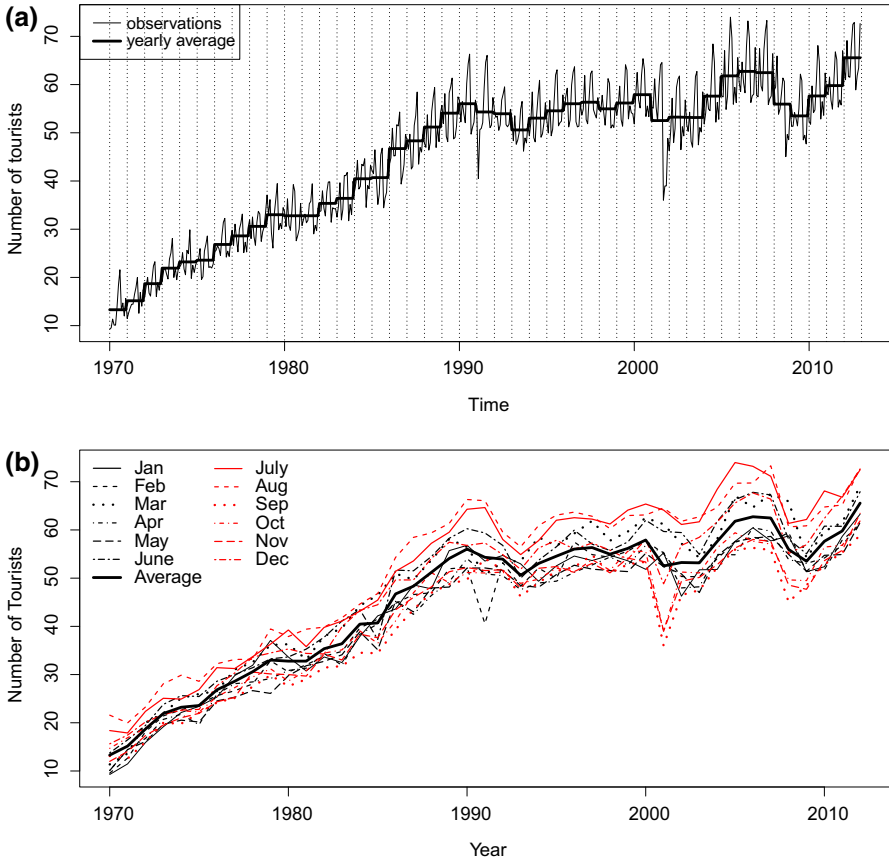 (a)
observations
yearly average
Number of tourists
70
60
50
40
30
20
10
1970
1980
1990
2000
2010
Time
(b)
Jan
Feb
Mar
Apr
May
June
Average
July
Aug
Sep
Oct
Nov
Dec
Number of Tourists
70
60
50
40
30
20
10
1970
1980
1990
2000
2010
Year